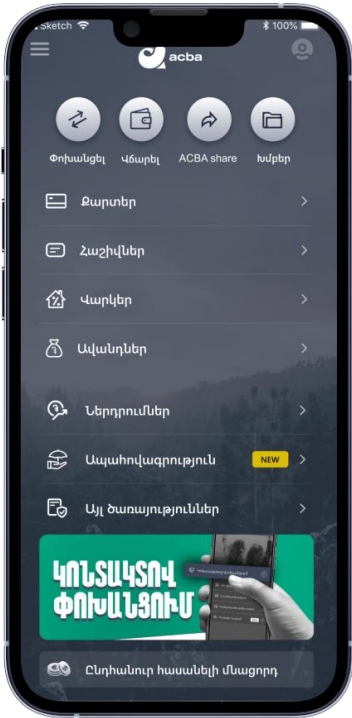 Sketch
100%
acba
Փոխանցել
Վճարել
ACBA share
Խմբեր
Քարտեր
Հաշիվներ
Վարկեր
Ավանդներ
Ներդրումներ
Ապահովագրություն
NEW
Այլ ծառայություններ
ԿՈՆՏԱԿՏՈՎ
ՓՈԽԱՆՑՈՒՄ
Ընդհանուր հասանելի մնացորդ